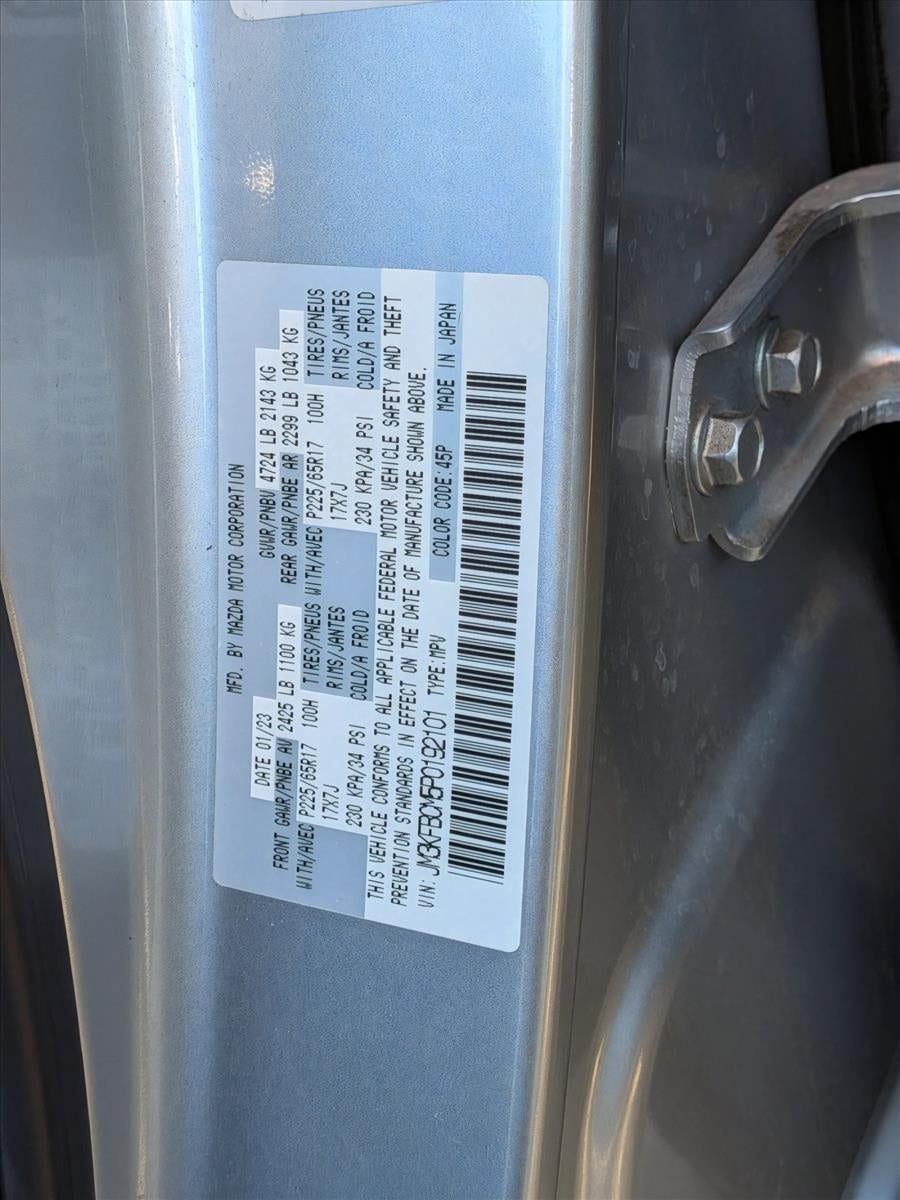 MFD. BY MAZDA MOTOR CORPORATION
DATE 01/23 GVWR/PNBV 4724 LB 2143 KG
FRONT GAWR/PNBE AV 2425 LB 1100 KG REAR GAWR/PNBE AR 2299 LB 1043 KG
WITH/AVEC P225/65R17 100H TIRES/PNEUS WITH/AVEC P225/65R17 100H TIRES/PNEUS
17X7J RIMS/JANTES 17X7J RIMS/JANTES
230 KPA/34 PSI COLD/A FROID 230 KPA/34 PSI COLD/A FROID
THIS VEHICLE CONFORMS TO ALL APPLICABLE FEDERAL MOTOR VEHICLE SAFETY AND THEFT
PREVENTION STANDARDS IN EFFECT ON THE DATE OF MANUFACTURE SHOWN ABOVE.
VIN: JM3KFBCM5P0192101 TYPE:MPV COLOR CODE:45P MADE IN JAPAN